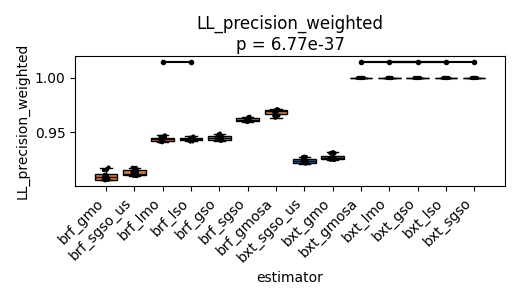 LL_precision_weighted
p = 6.77e-37
LL_precision_weighted
1.00
0.95
brf_gmo
brf_sgso_us
brf_lmo
brf_lso
brf_gso
brf_sgso
brf_gmosa
bxt_sgso_us
bxt_gmo
bxt_gmosa
bxt_lmo
bxt_gso
bxt_lso
bxt_sgso
estimator